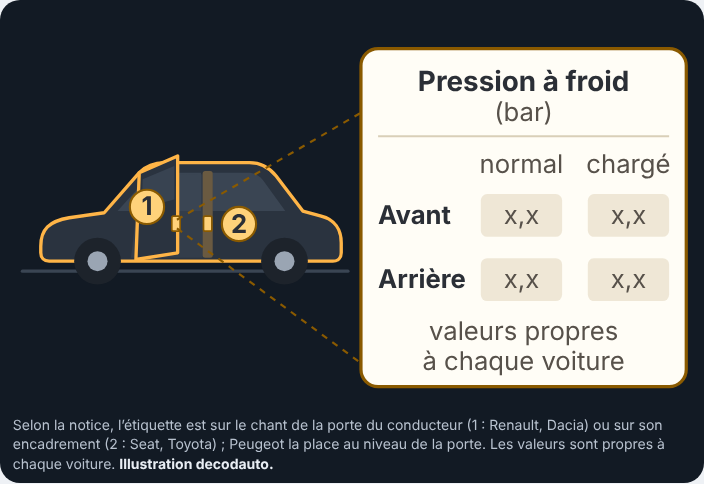 Pression à froid
(bar)
normal chargé
Avant x,x x,x
Arrière x,x x,x
valeurs propres
à chaque voiture
1
2
Selon la notice, l’étiquette est sur le chant de la porte du conducteur (1 : Renault, Dacia) ou sur son
encadrement (2 : Seat, Toyota) ; Peugeot la place au niveau de la porte. Les valeurs sont propres à
chaque voiture. Illustration decodauto.